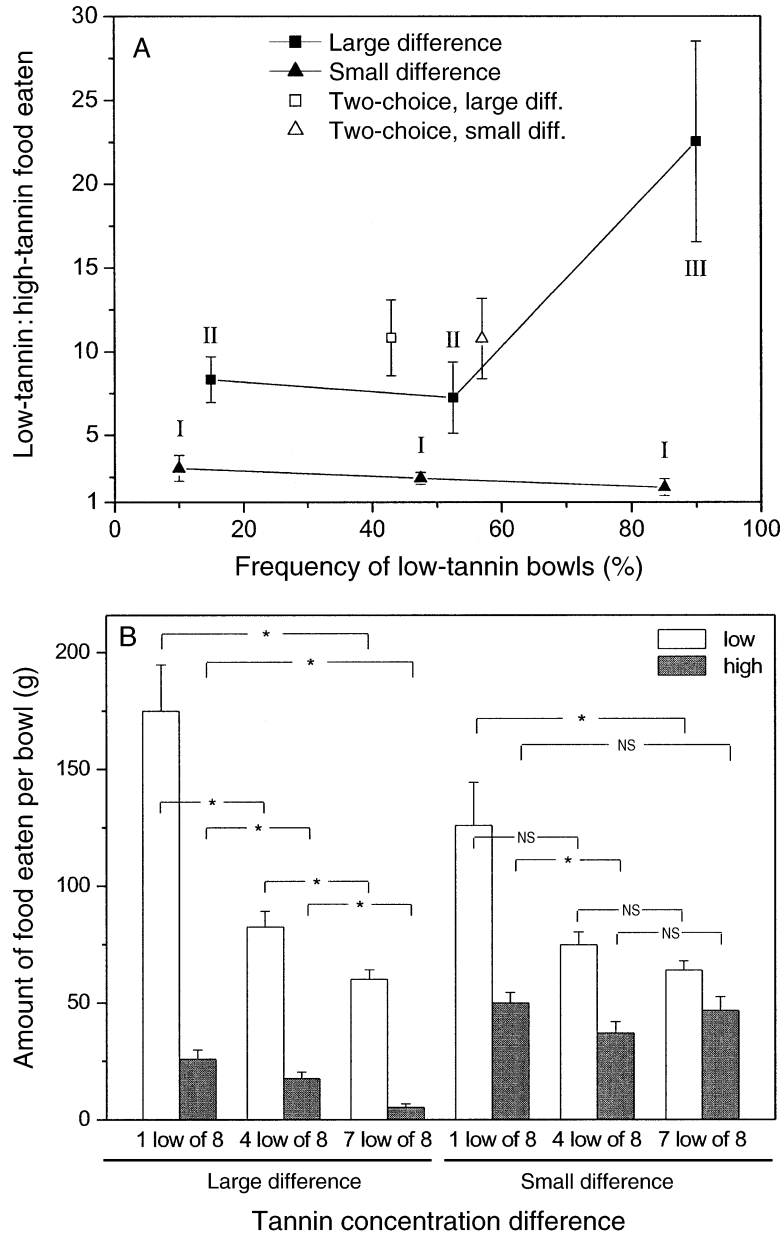 30
A
Large difference
Small difference
Two-choice, large diff.
Two-choice, small diff.
25
20
15
10
5
1
II
II
III
I
I
I
0
20
40
60
80
100
Low-tannin:high-tannin food eaten
Frequency of low-tannin bowls (%)
B
low
high
200
150
100
50
0
*
*
*
*
*
*
*
NS
NS
*
NS
NS
Amount of food eaten per bowl (g)
1 low of 8 4 low of 8 7 low of 8 1 low of 8 4 low of 8 7 low of 8
Large difference Small difference
Tannin concentration difference